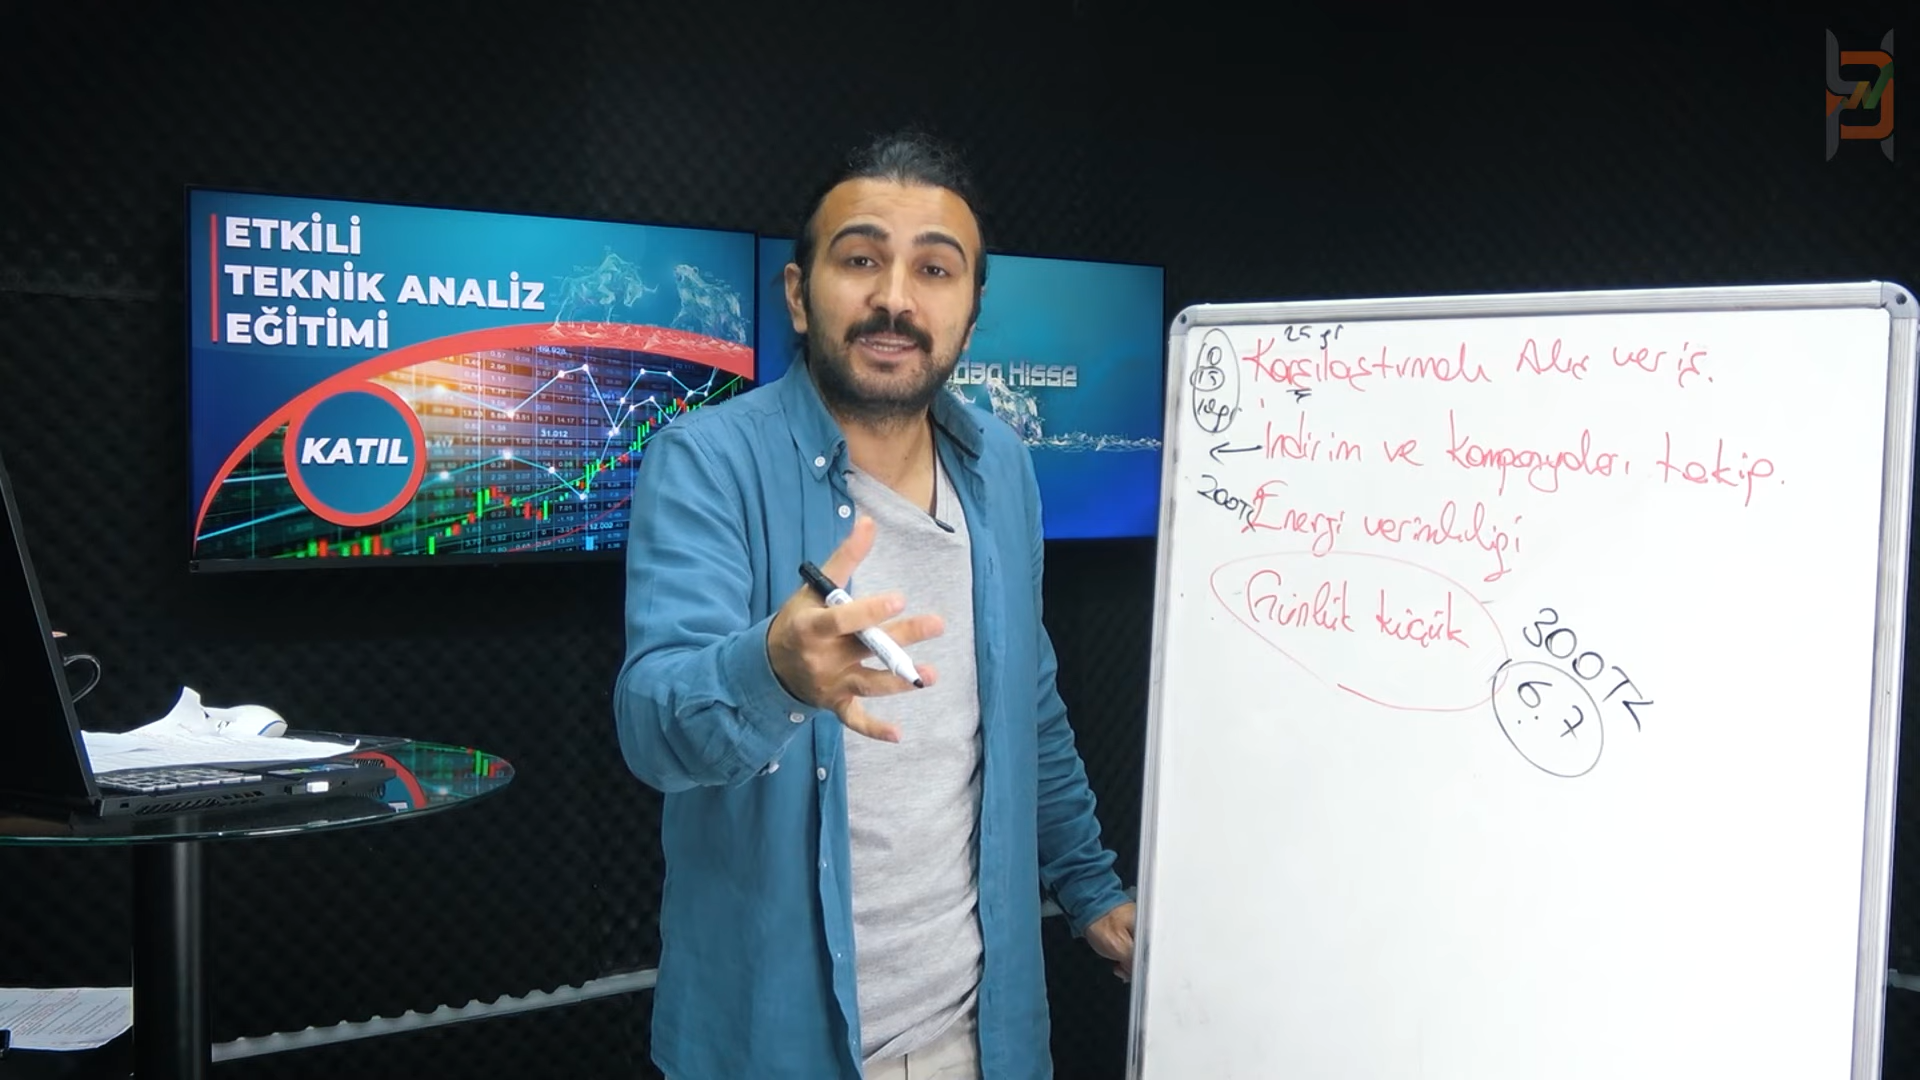 ETKİLİ
TEKNİK ANALİZ
EĞİTİMİ
KATIL
Hisse
25 gr
Karşılaştırmalı Alış veriş.
10
15
İndirim ve kampanyaları takip.
200TL
Enerji verimliliği
Günlük küçük
300TL
6.7